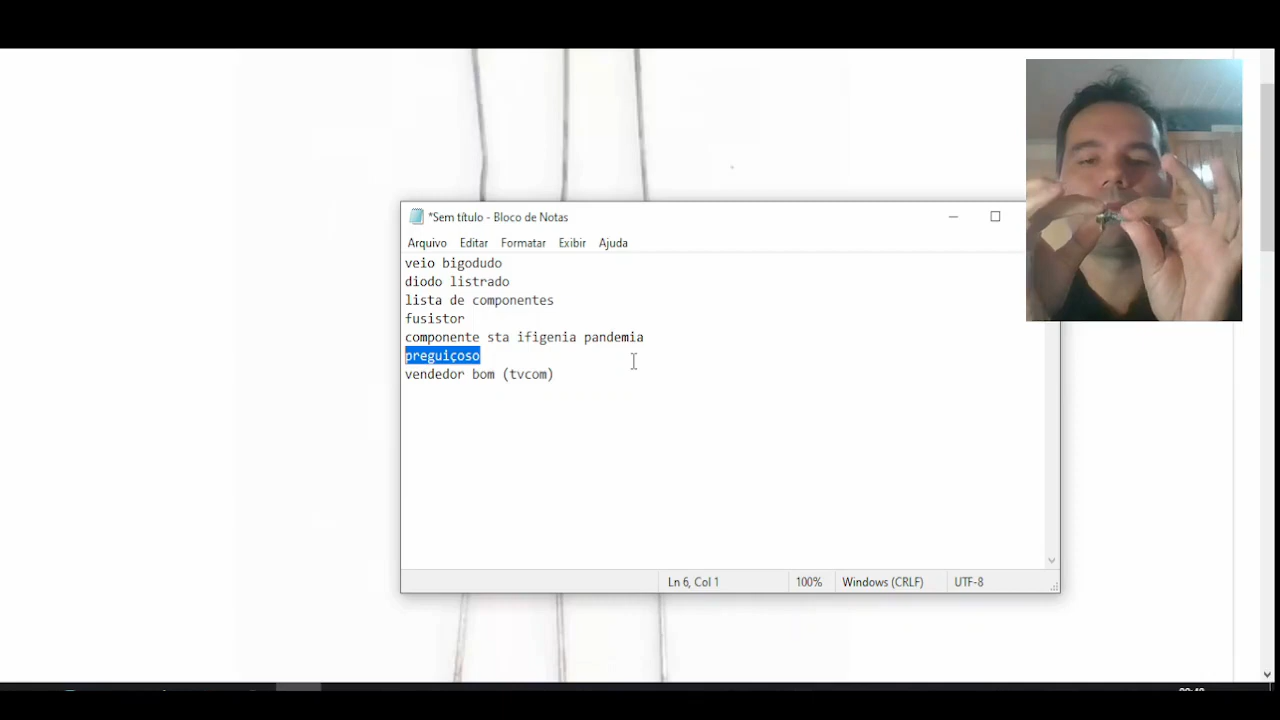 *Sem título - Bloco de Notas
Arquivo Editar Formatar Exibir Ajuda
veio bigodudo
diodo listrado
lista de componentes
fusistor
componente sta ifigenia pandemia
preguiçoso
vendedor bom (tvcom)
Ln 6, Col 1 100% Windows (CRLF) UTF-8